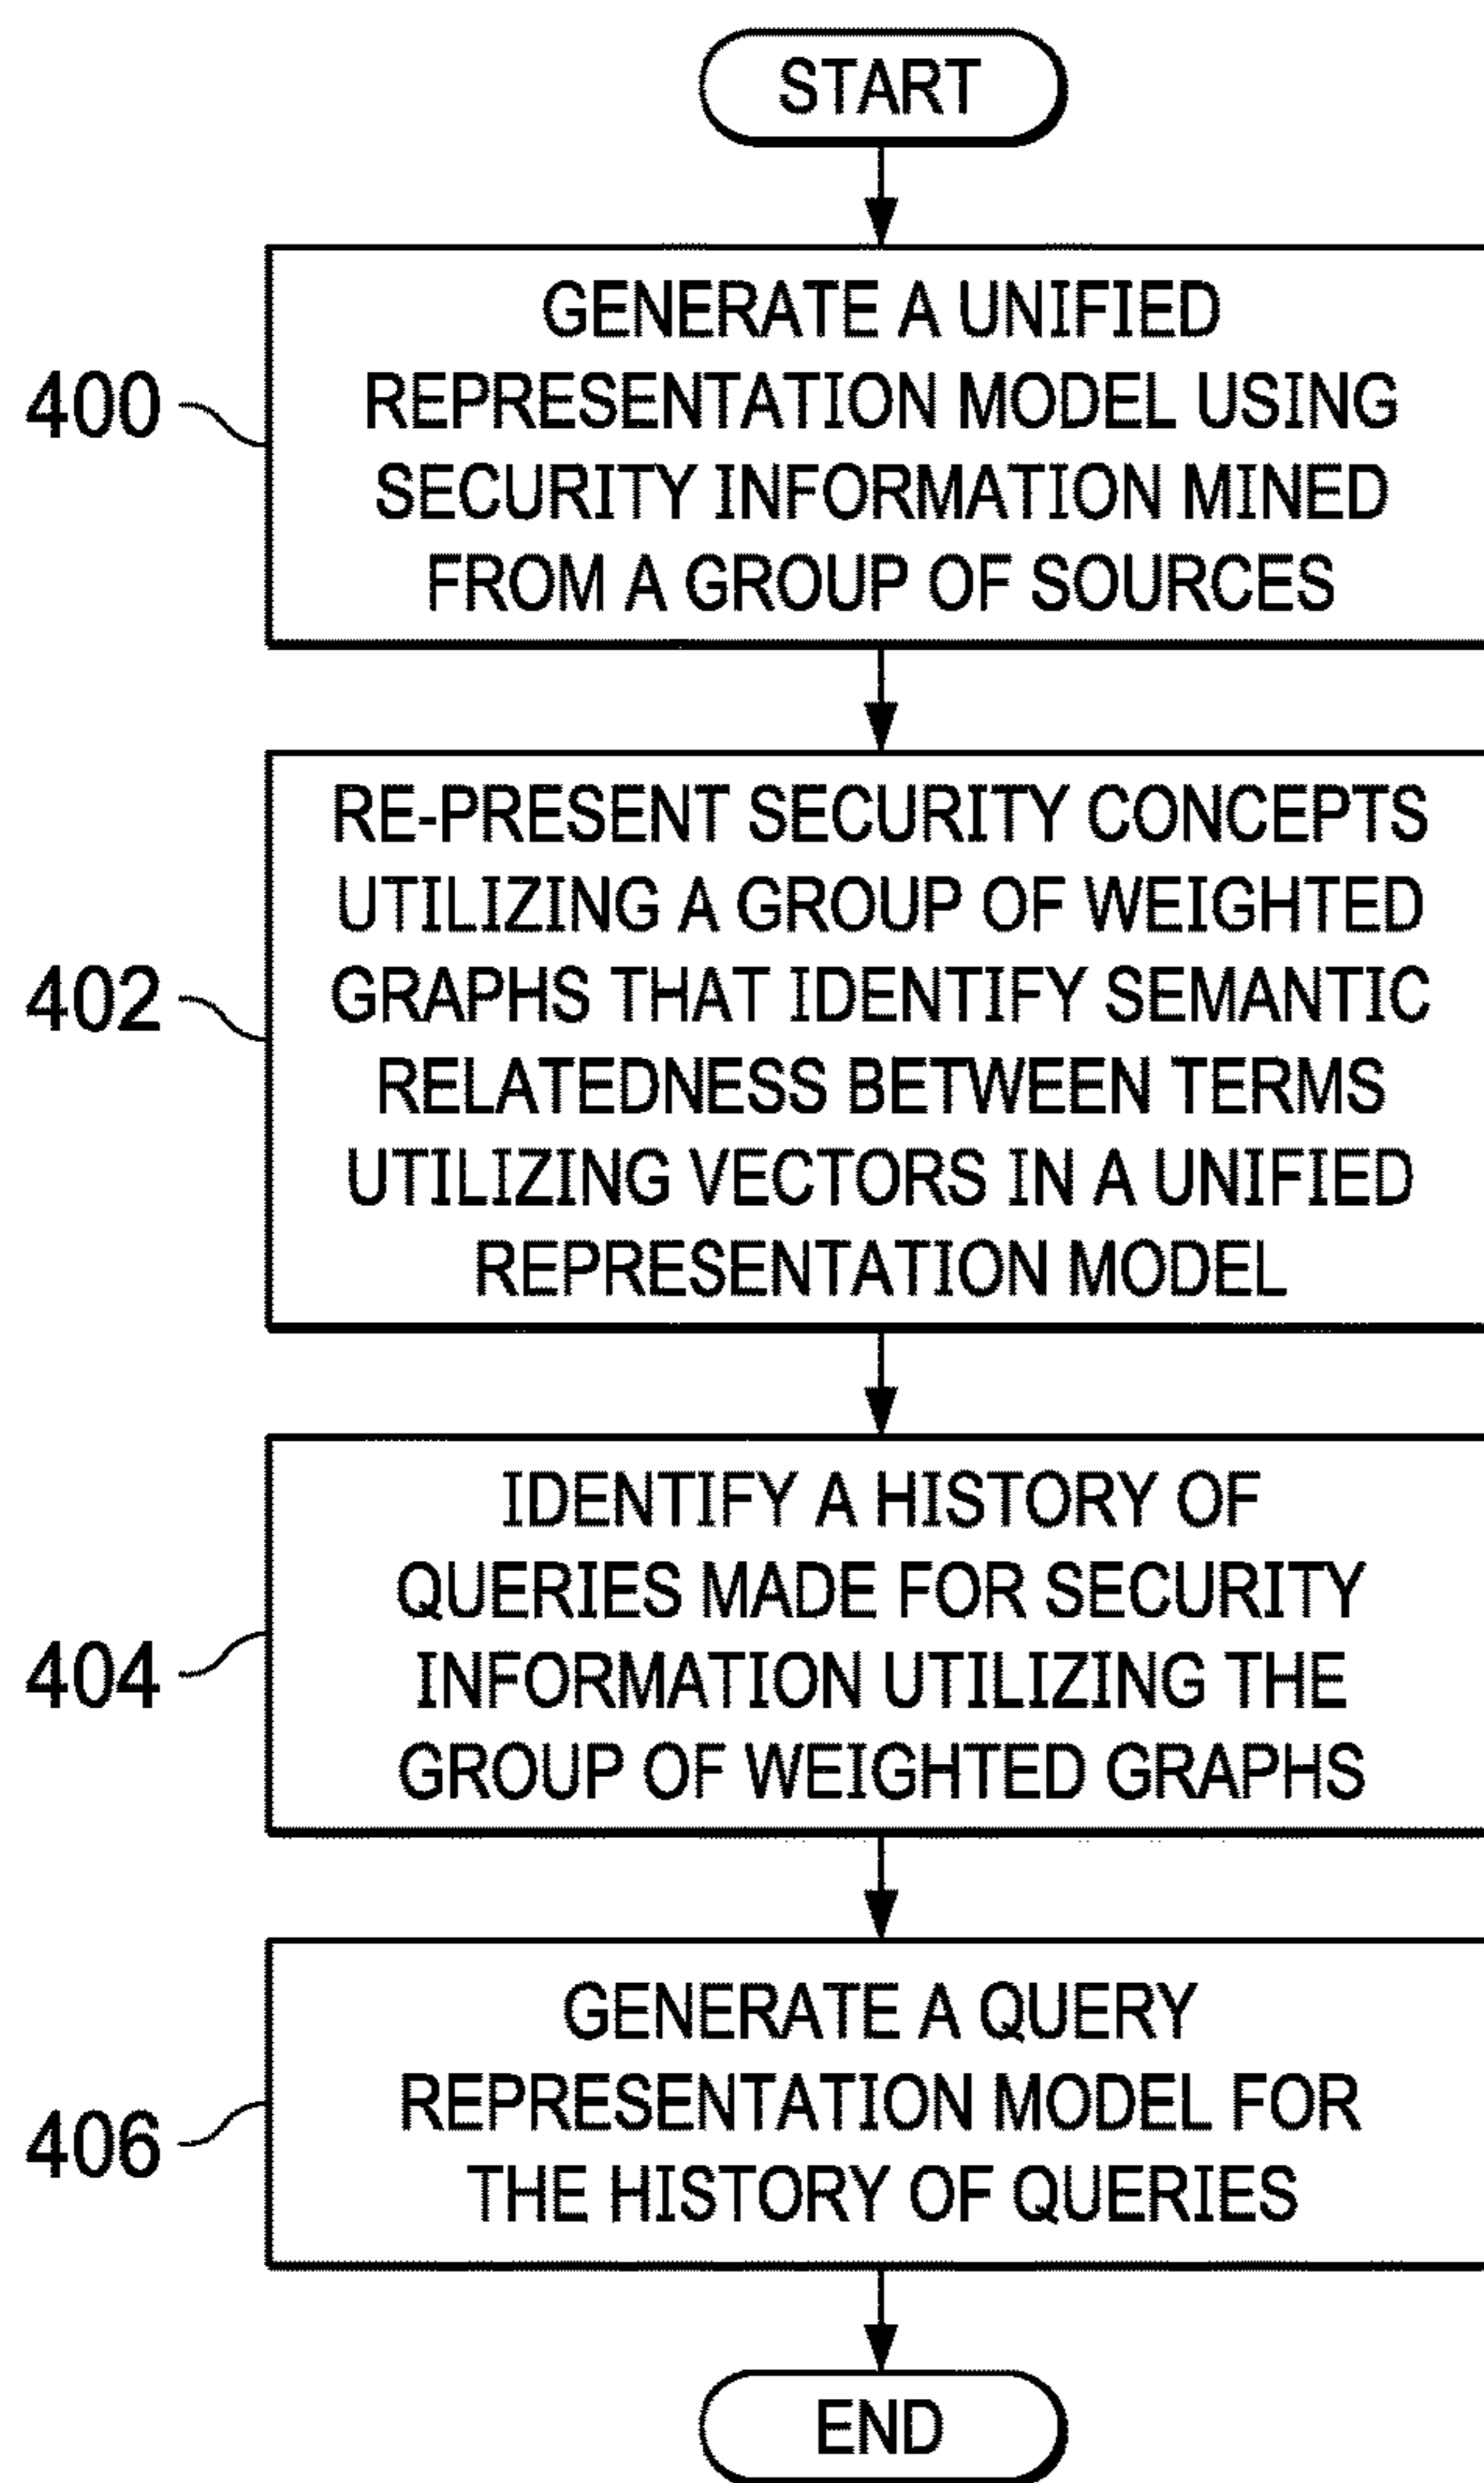 START
400
GENERATE A UNIFIED
REPRESENTATION MODEL USING
SECURITY INFORMATION MINED
FROM A GROUP OF SOURCES
402
RE-PRESENT SECURITY CONCEPTS
UTILIZING A GROUP OF WEIGHTED
GRAPHS THAT IDENTIFY SEMANTIC
RELATEDNESS BETWEEN TERMS
UTILIZING VECTORS IN A UNIFIED
REPRESENTATION MODEL
404
IDENTIFY A HISTORY OF
QUERIES MADE FOR SECURITY
INFORMATION UTILIZING THE
GROUP OF WEIGHTED GRAPHS
406
GENERATE A QUERY
REPRESENTATION MODEL FOR
THE HISTORY OF QUERIES
END